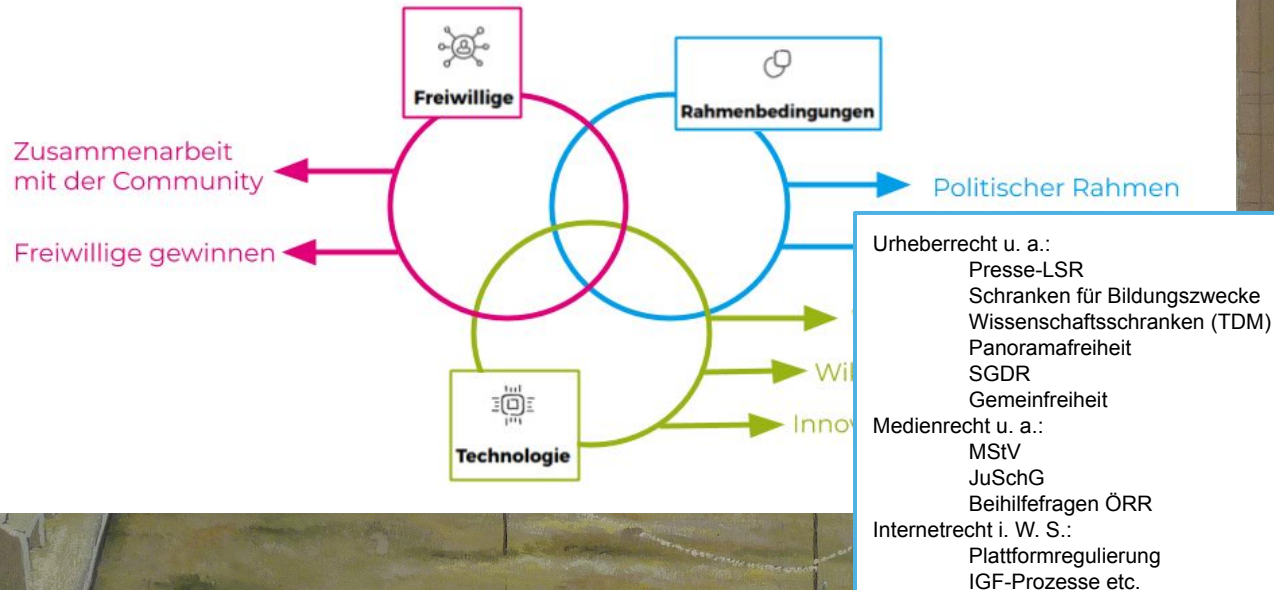 Freiwillige
Rahmenbedingungen
Zusammenarbeit
mit der Community
Freiwillige gewinnen
Politischer Rahmen
Technologie
Urheberrecht u. a.:
Presse-LSR
Schranken für Bildungszwecke
Wissenschaftsschranken (TDM)
Panoramafreiheit
SGDR
Gemeinfreiheit
Medienrecht u. a.:
MStV
JuSchG
Beihilfefragen ÖRR
Internetrecht i. W. S.:
Plattformregulierung
IGF-Prozesse etc.